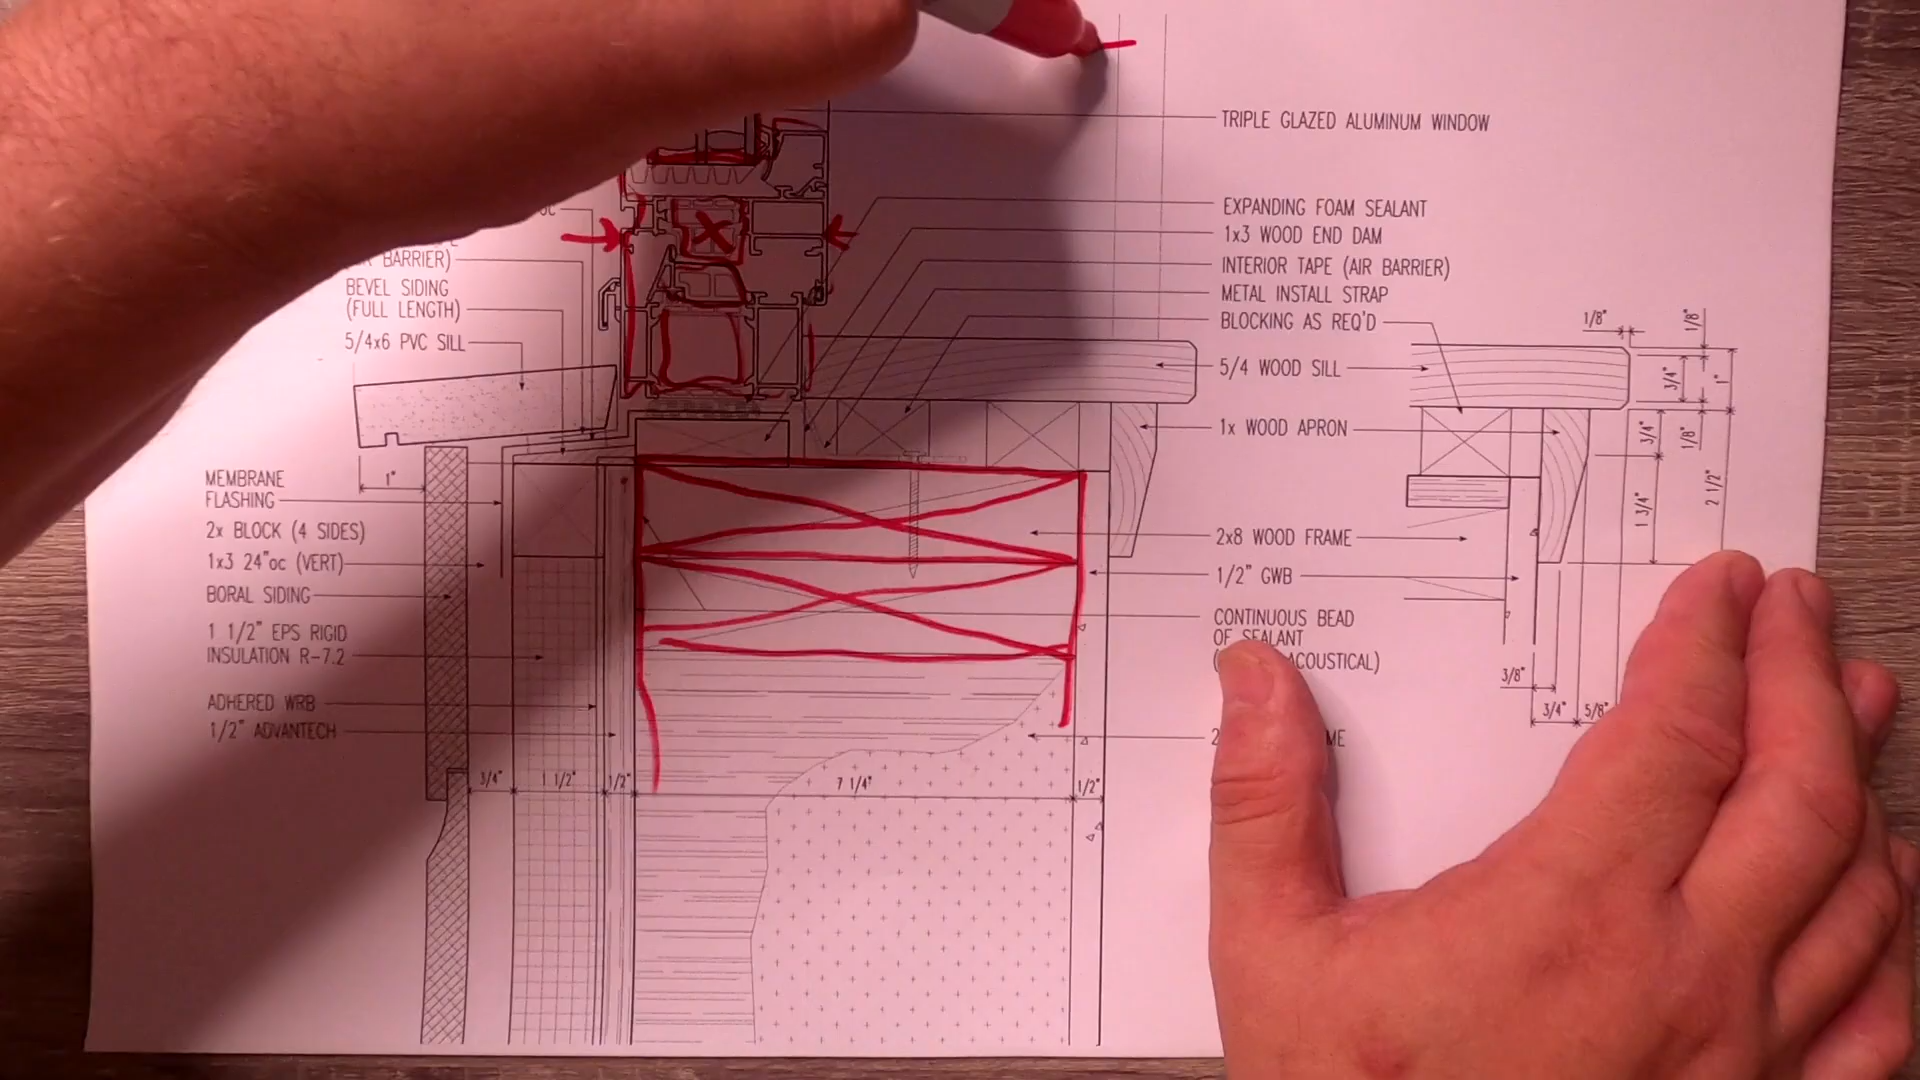 TRIPLE GLAZED ALUMINUM WINDOW
EXPANDING FOAM SEALANT
1x3 WOOD END DAM
INTERIOR TAPE (AIR BARRIER)
METAL INSTALL STRAP
BLOCKING AS REQ'D
5/4 WOOD SILL
1x WOOD APRON
2x8 WOOD FRAME
1/2" GWB
CONTINUOUS BEAD
OF SEALANT
ACOUSTICAL)
BARRIER)
BEVEL SIDING
(FULL LENGTH)
5/4x6 PVC SILL
1"
MEMBRANE
FLASHING
2x BLOCK (4 SIDES)
1x3 24"oc (VERT)
BORAL SIDING
1 1/2" EPS RIGID
INSULATION R-7.2
ADHERED WRB
1/2" ADVANTECH
3/4"
1 1/2"
1/2"
7 1/4"
1/2"
1/8"
1/8"
3/4"
1"
3/4"
1/8"
1 3/4"
2 1/2"
3/8"
3/4"
5/8"